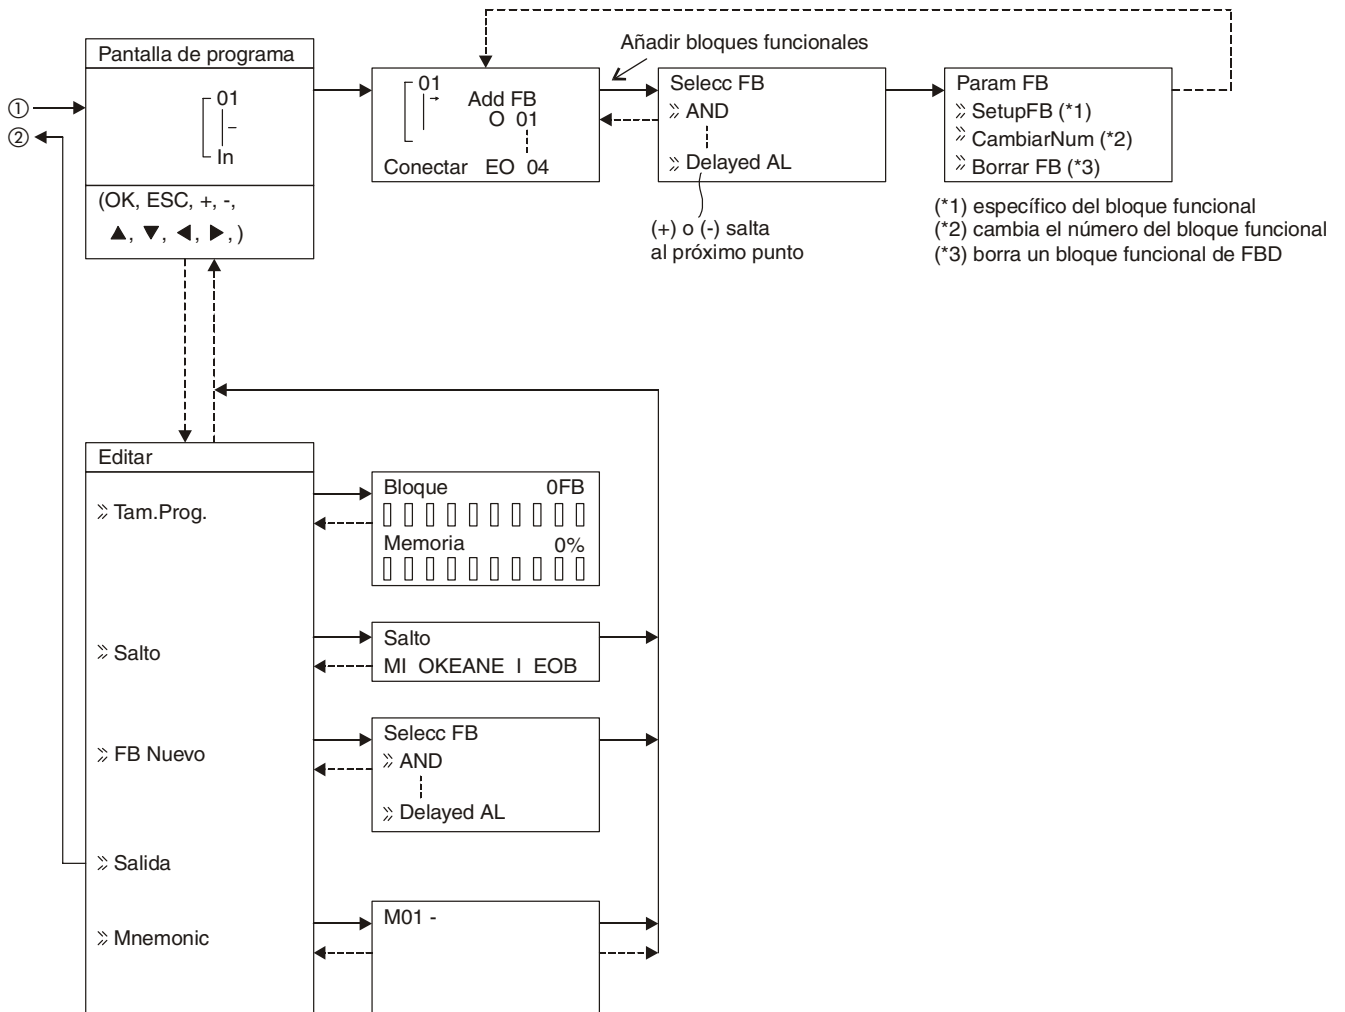 Pantalla de programa
01
–
In
(OK, ESC, +, -,
▲, ▼, ◀, ▶, )
①
②
01
Add FB
O 01
Conectar EO 04
Añadir bloques funcionales
Selecc FB
AND
Delayed AL
(+) o (-) salta
al próximo punto
Param FB
SetupFB (*1)
CambiarNum (*2)
Borrar FB (*3)
(*1) específico del bloque funcional
(*2) cambia el número del bloque funcional
(*3) borra un bloque funcional de FBD
Editar
Tam.Prog.
Bloque 0FB
Memoria 0%
Salto
Salto
MI OKEANE I EOB
FB Nuevo
Selecc FB
AND
Delayed AL
Salida
Mnemonic
M01 -